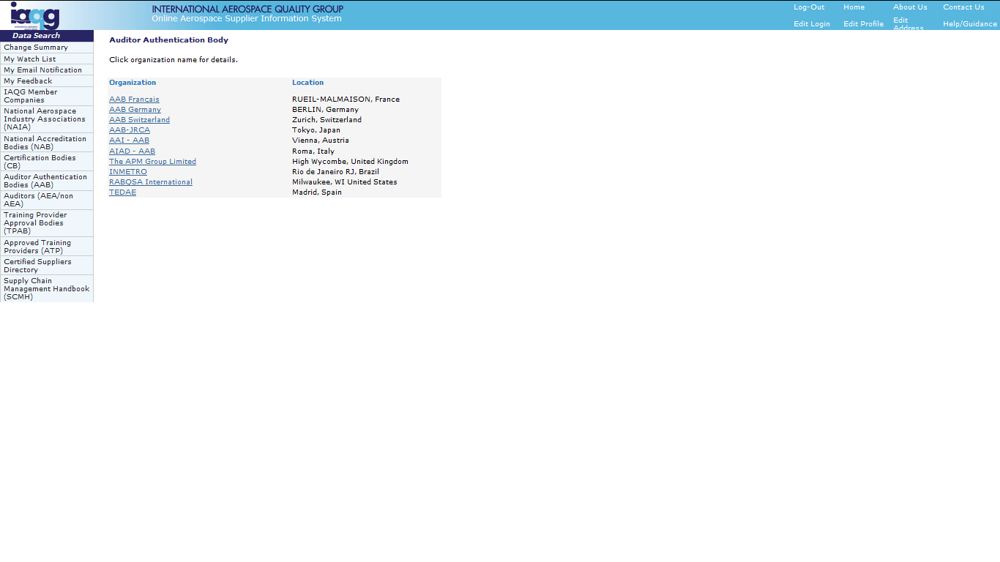 iaqg
INTERNATIONAL AEROSPACE QUALITY GROUP
Online Aerospace Supplier Information System
Log-Out
Home
About Us
Contact Us
Edit Login
Edit Profile
Edit
Address
Help/Guidance
Data Search
Change Summary
My Watch List
My Email Notification
My Feedback
IAQG Member
Companies
National Aerospace
Industry Associations
(NAIA)
National Accreditation
Bodies (NAB)
Certification Bodies
(CB)
Auditor Authentication
Bodies (AAB)
Auditors (AEA/non
AEA)
Training Provider
Approval Bodies
(TPAB)
Approved Training
Providers (ATP)
Certified Suppliers
Directory
Supply Chain
Management Handbook
(SCMH)
Auditor Authentication Body
Click organization name for details.
Organization Location
AAB Francais RUEIL-MALMAISON, France
AAB Germany BERLIN, Germany
AAB Switzerland Zurich, Switzerland
AAB-JRCA Tokyo, Japan
AAI - AAB Vienna, Austria
AIAD - AAB Roma, Italy
The APM Group Limited High Wycombe, United Kingdom
INMETRO Rio de Janeiro RJ, Brazil
RABQSA International Milwaukee, WI United States
TEDAE Madrid, Spain